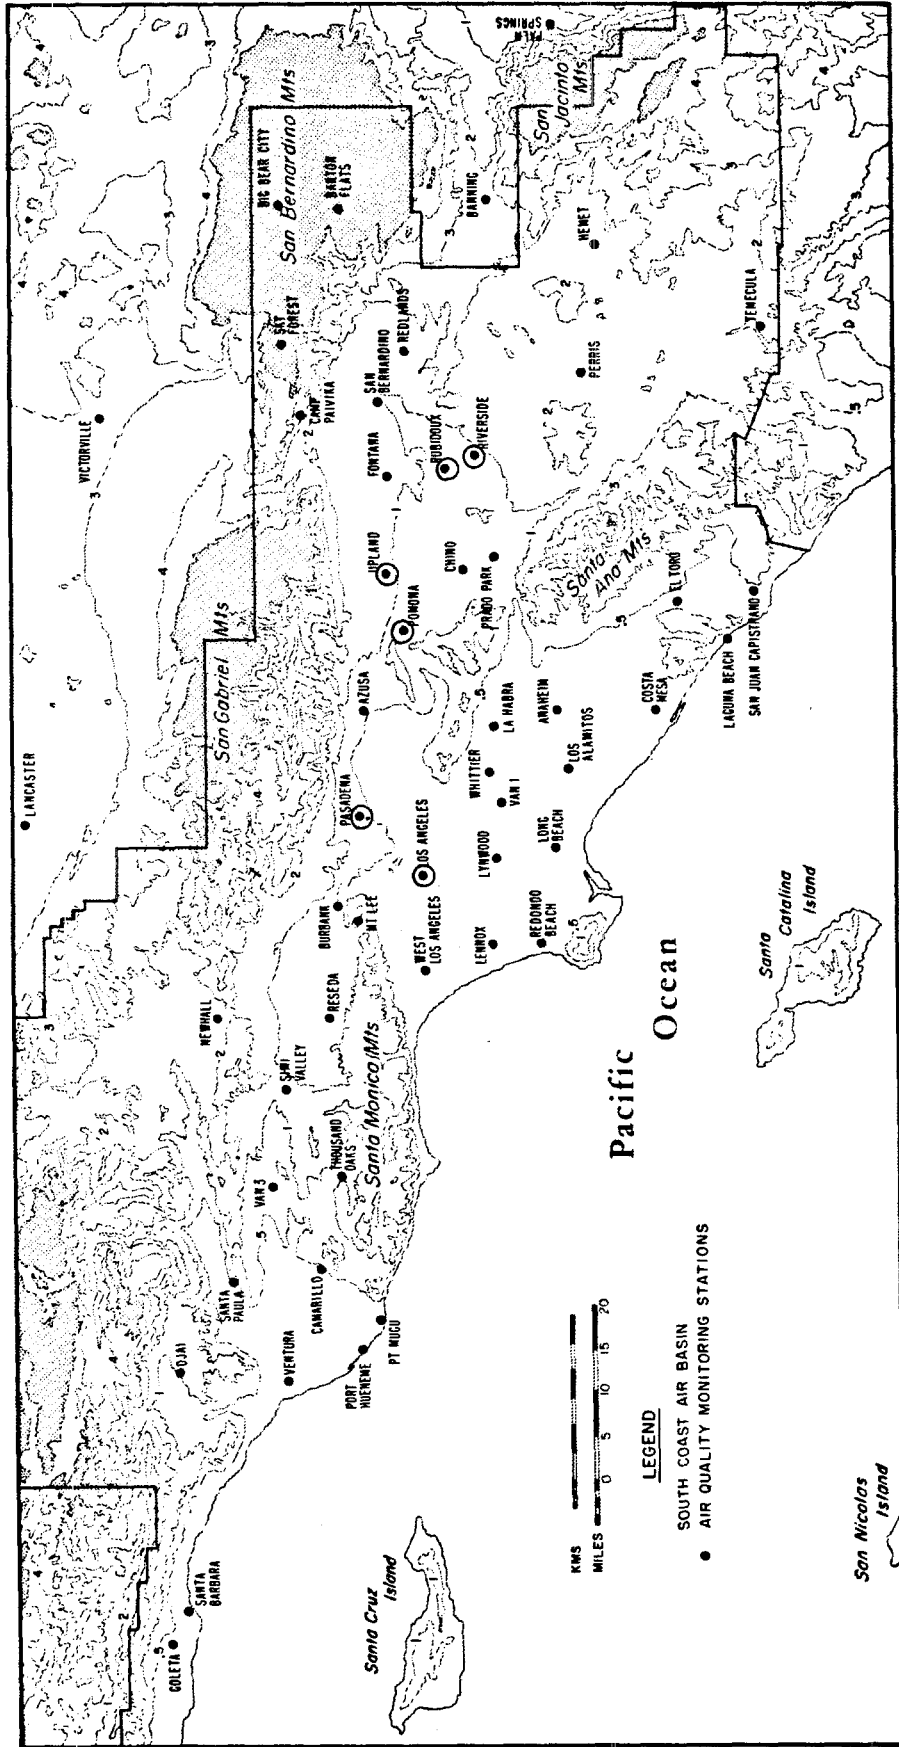 LANCASTER
VICTORVILLE
San Gabriel
Mts
BIG BEAR CITY
San Bernardino Mts
BARTON
FLATS
SKY
FOREST
CAMP
PAIVIKA
SAN
BERNARDINO
REDLANDS
FONTANA
RUBIDOUX
RIVERSIDE
UPLAND
POMONA
CHINO
PRADO PARK
BANNING
PALM
SPRINGS
San
Jacinto
Mts
HEMET
PERRIS
TEMECULA
Santa
Ana Mts
EL TORO
SAN JUAN CAPISTRANO
LAGUNA BEACH
COSTA
MESA
AZUSA
PASADENA
LOS ANGELES
WEST
LOS ANGELES
BURBANK
MT LEE
NEWHALL
RESEDA
SIMI
VALLEY
Santa Monica Mts
THOUSAND
OAKS
VAN 3
SANTA
PAULA
CAMARILLO
OJAI
VENTURA
PORT
HUENEME
PT MUGU
GOLETA
SANTA
BARBARA
LA HABRA
ANAHEIM
WHITTIER
VAN 1
LOS
ALAMITOS
LYNWOOD
LONG
BEACH
LENNOX
REDONDO
BEACH
Pacific
Ocean
Santa
Catalina
Island
Santa Cruz
Island
San Nicolas
Island
KMS
MILES
0 5 10 15 20
LEGEND
SOUTH COAST AIR BASIN
● AIR QUALITY MONITORING STATIONS